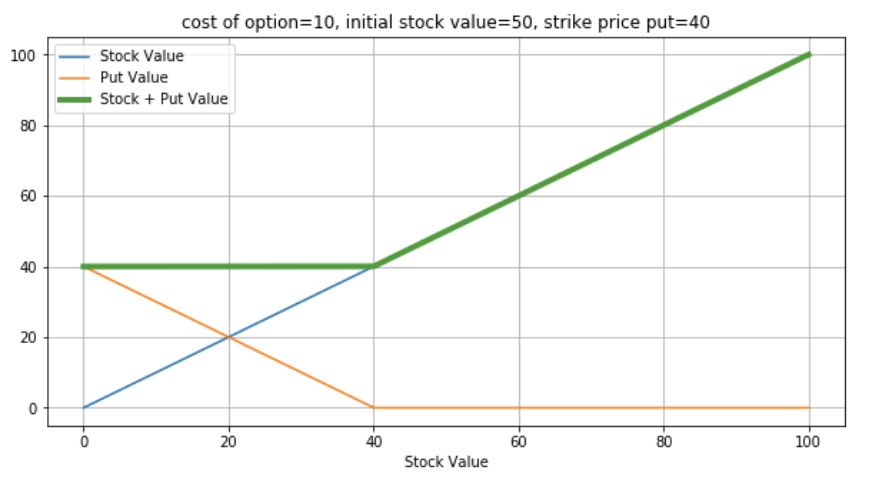 cost of option=10, initial stock value=50, strike price put=40
Stock Value
Put Value
Stock + Put Value
100
80
60
40
20
0
0 20 40 60 80 100
Stock Value